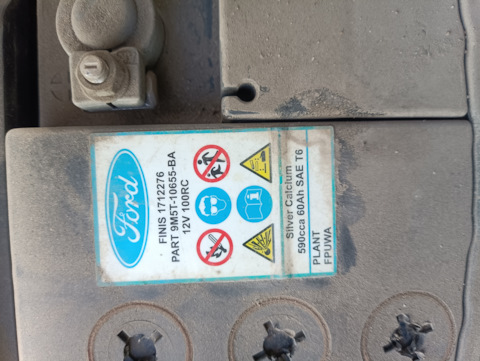 Ford
FINIS 1712276
PART 9M5T-10655-BA
12V 100RC
Silver Calcium
590cca 60Ah SAE T6
PLANT
FPUWA